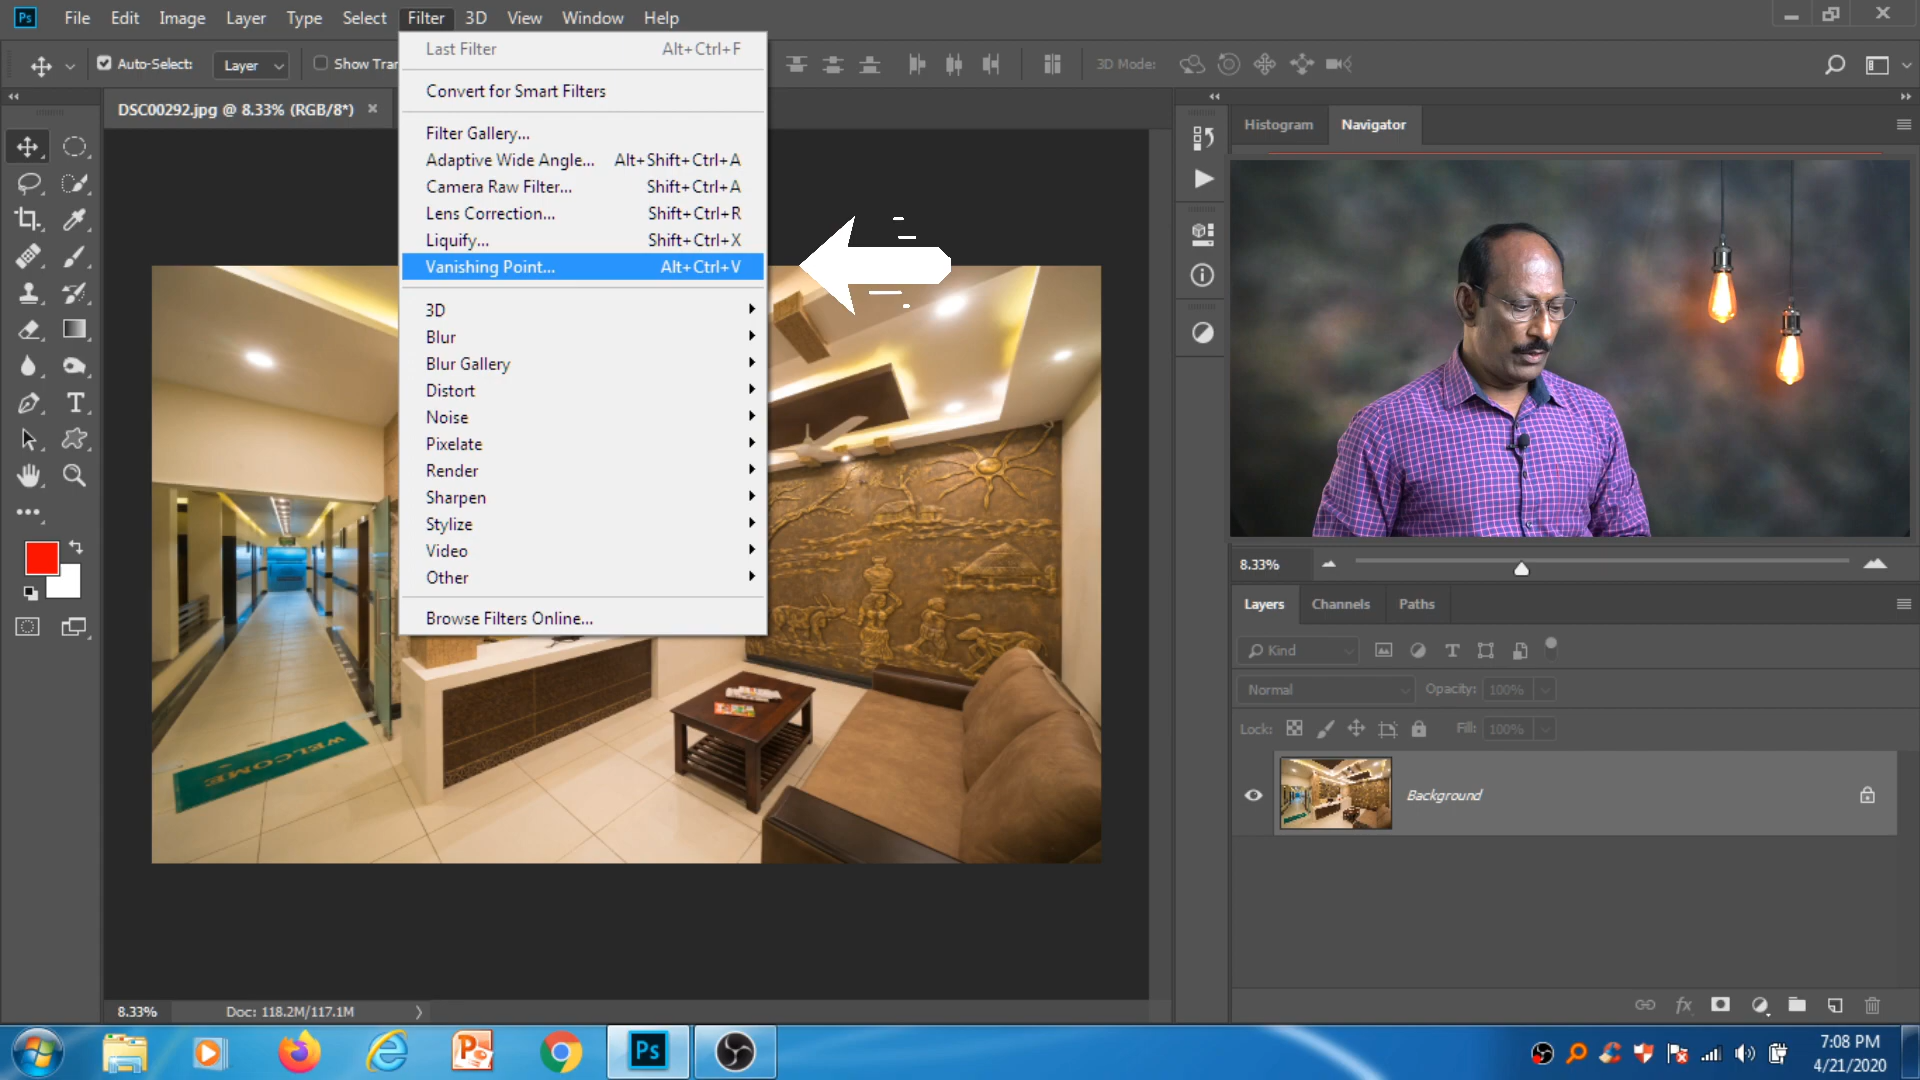 Ps File Edit Image Layer Type Select Filter 3D View Window Help
Auto-Select: Layer Show Tran 3D Mode:
DSC00292.jpg @ 8.33% (RGB/8*) ×
Last Filter Alt+Ctrl+F
Convert for Smart Filters
Filter Gallery...
Adaptive Wide Angle... Alt+Shift+Ctrl+A
Camera Raw Filter... Shift+Ctrl+A
Lens Correction... Shift+Ctrl+R
Liquify... Shift+Ctrl+X
Vanishing Point... Alt+Ctrl+V
3D
Blur
Blur Gallery
Distort
Noise
Pixelate
Render
Sharpen
Stylize
Video
Other
Browse Filters Online...
WELCOME
8.33% Doc: 118.2M/117.1M
Histogram Navigator
8.33%
Layers Channels Paths
Kind
Normal Opacity: 100%
Lock: Fill: 100%
Background
fx
Ps
7:08 PM
4/21/2020